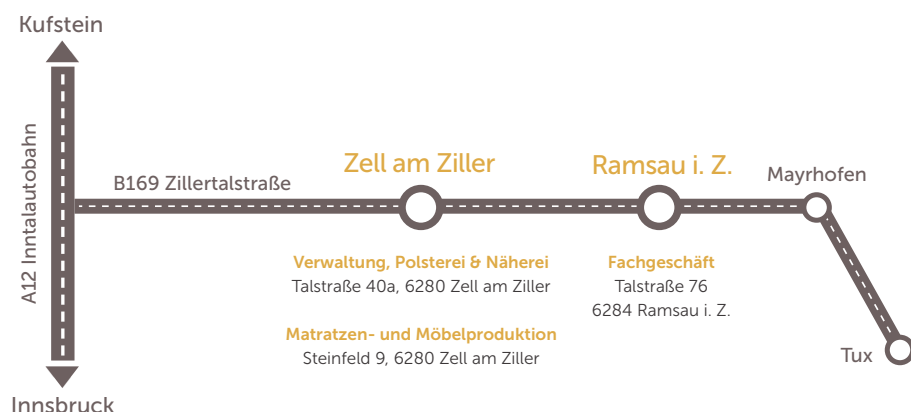 Kufstein
A12 Inntalautobahn
B169 Zillertalstraße
Zell am Ziller
Ramsau i. Z.
Mayrhofen
Verwaltung, Polsterei & Näherei
Talstraße 40a, 6280 Zell am Ziller
Matratzen- und Möbelproduktion
Steinfeld 9, 6280 Zell am Ziller
Fachgeschäft
Talstraße 76
6284 Ramsau i. Z.
Tux
Innsbruck